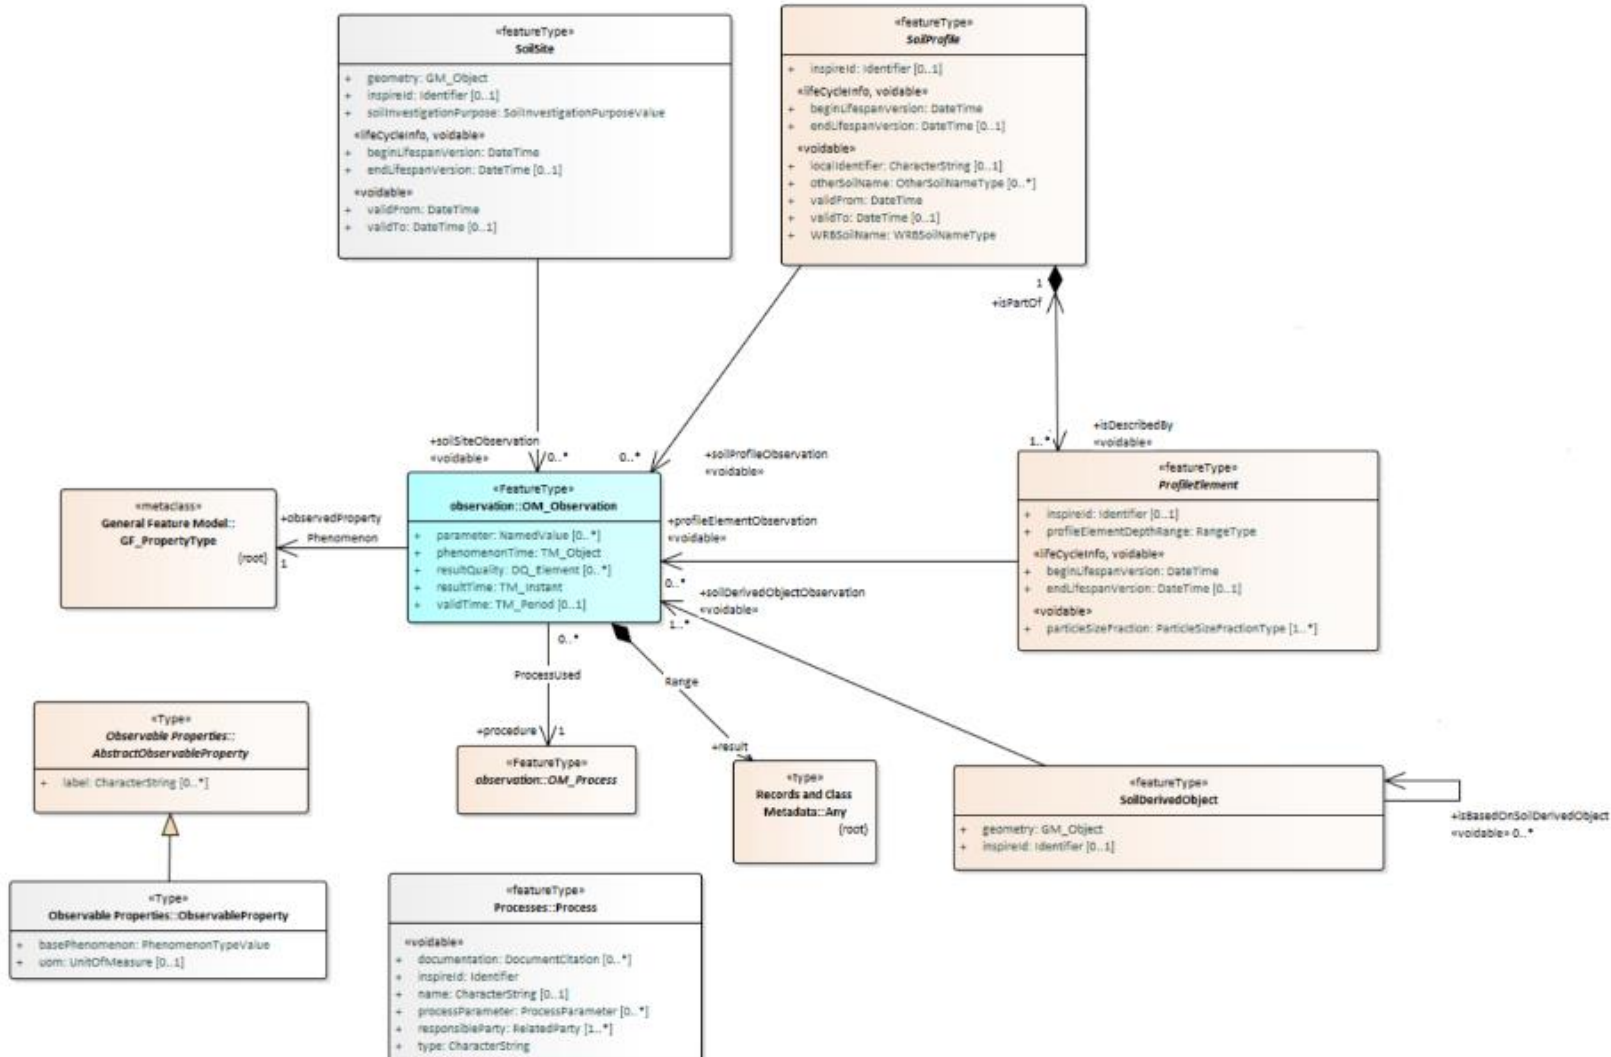 «featureType»
SoilSite
+ geometry: GM_Object
+ inspireId: Identifier [0..1]
+ soilInvestigationPurpose: SoilInvestigationPurposeValue
«lifeCycleInfo, voidable»
+ beginLifespanVersion: DateTime
+ endLifespanVersion: DateTime [0..1]
«voidable»
+ validFrom: DateTime
+ validTo: DateTime [0..1]
«featureType»
SoilProfile
+ inspireId: Identifier [0..1]
«lifeCycleInfo, voidable»
+ beginLifespanVersion: DateTime
+ endLifespanVersion: DateTime [0..1]
«voidable»
+ localIdentifier: CharacterString [0..1]
+ otherSoilName: OtherSoilNameType [0..*]
+ validFrom: DateTime
+ validTo: DateTime [0..1]
+ WRBSoilName: WRBSoilNameType
1
+isPartOf
+isDescribedBy
1..*
«voidable»
+soilSiteObservation
«voidable»
0..*
0..*
+soilProfileObservation
«voidable»
«metaclass»
General Feature Model::
GF_PropertyType
{root}
+observedProperty
Phenomenon
1
«FeatureType»
observation::OM_Observation
+ parameter: NamedValue [0..*]
+ phenomenonTime: TM_Object
+ resultQuality: DQ_Element [0..*]
+ resultTime: TM_Instant
+ validTime: TM_Period [0..1]
+profileElementObservation
«voidable»
0..*
+soilDerivedObjectObservation
«voidable»
1..*
«featureType»
ProfileElement
+ inspireId: Identifier [0..1]
+ profileElementDepthRange: RangeType
«lifeCycleInfo, voidable»
+ beginLifespanVersion: DateTime
+ endLifespanVersion: DateTime [0..1]
«voidable»
+ particleSizeFraction: ParticleSizeFractionType [1..*]
0..*
ProcessUsed
+procedure
1
Range
+result
«Type»
Observable Properties::
AbstractObservableProperty
+ label: CharacterString [0..*]
«FeatureType»
observation::OM_Process
«type»
Records and Class
Metadata::Any
{root}
«featureType»
SoilDerivedObject
+ geometry: GM_Object
+ inspireId: Identifier [0..1]
+isBasedOnSoilDerivedObject
«voidable» 0..*
«Type»
Observable Properties::ObservableProperty
+ basePhenomenon: PhenomenonTypeValue
+ uom: UnitOfMeasure [0..1]
«featureType»
Processes::Process
«voidable»
+ documentation: DocumentCitation [0..*]
+ inspireId: Identifier
+ name: CharacterString [0..1]
+ processParameter: ProcessParameter [0..*]
+ responsibleParty: RelatedParty [1..*]
+ type: CharacterString